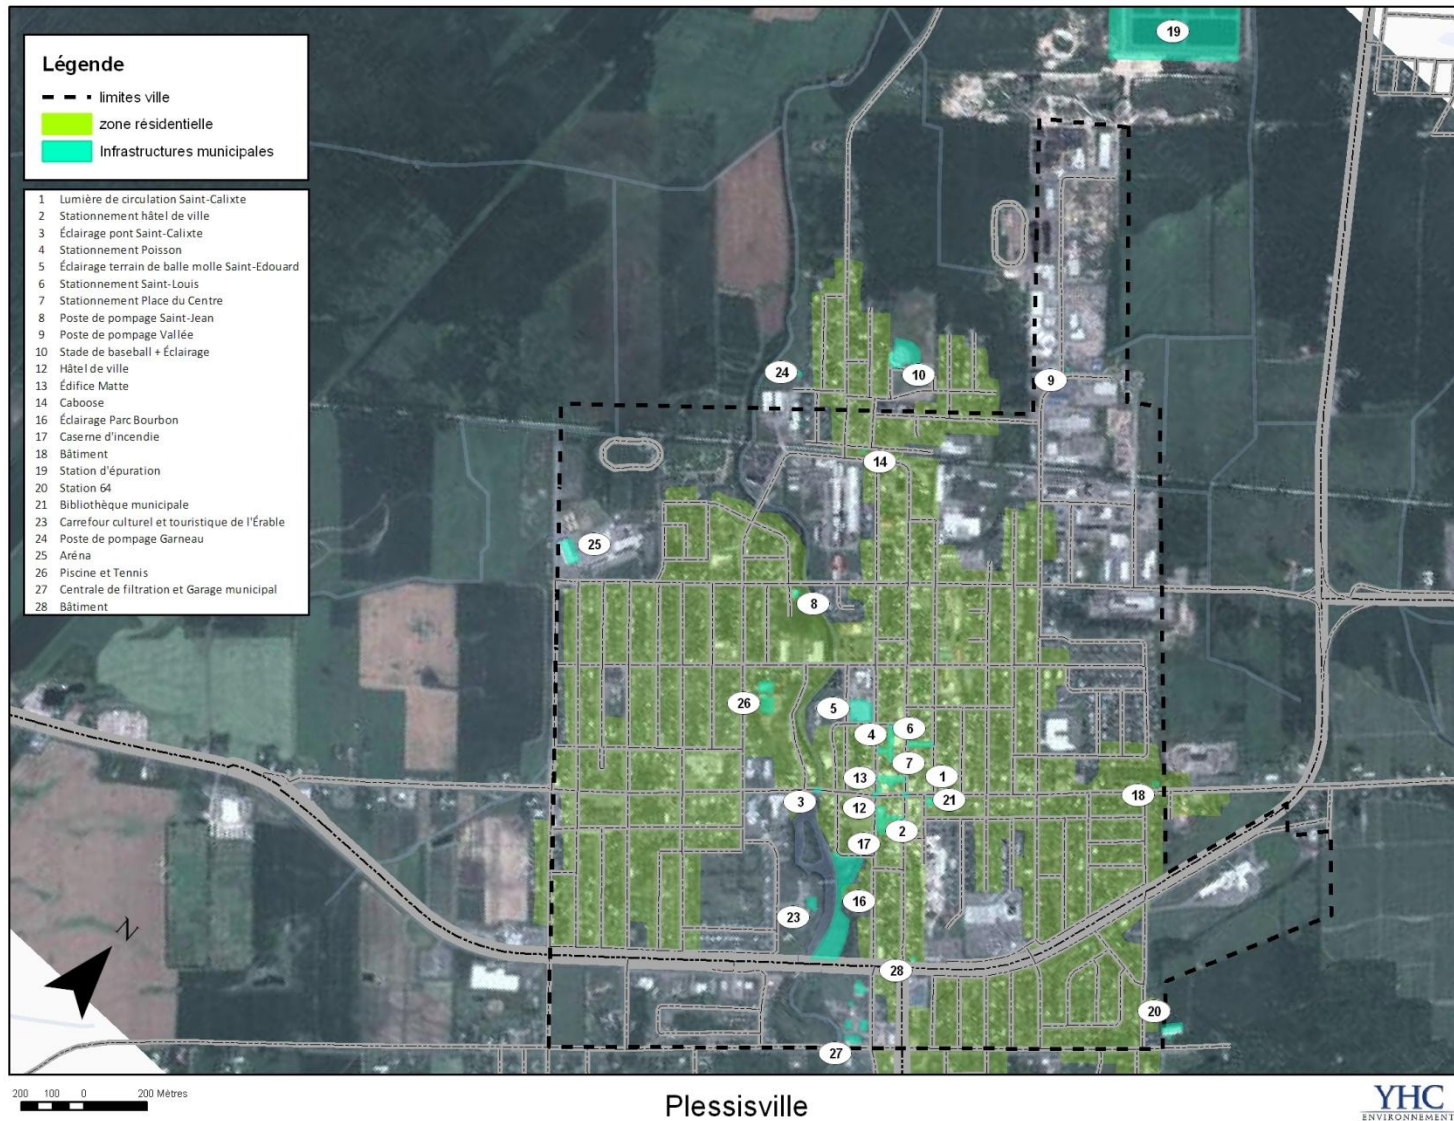 Légende
limites ville
zone résidentielle
Infrastructures municipales
1 Lumière de circulation Saint-Calixte
2 Stationnement hôtel de ville
3 Éclairage pont Saint-Calixte
4 Stationnement Poisson
5 Éclairage terrain de balle molle Saint-Edouard
6 Stationnement Saint-Louis
7 Stationnement Place du Centre
8 Poste de pompage Saint-Jean
9 Poste de pompage Vallée
10 Stade de baseball + Éclairage
12 Hôtel de ville
13 Édifice Matte
14 Caboose
16 Éclairage Parc Bourbon
17 Caserne d'incendie
18 Bâtiment
19 Station d'épuration
20 Station 64
21 Bibliothèque municipale
23 Carrefour culturel et touristique de l'Érable
24 Poste de pompage Garneau
25 Aréna
26 Piscine et Tennis
27 Centrale de filtration et Garage municipal
28 Bâtiment
19
24
10
9
14
25
8
26
5
4
6
7
13
1
3
12
21
18
2
17
16
23
28
20
27
N
200 100 0 200 Mètres
Plessisville
YHC
ENVIRONNEMENT